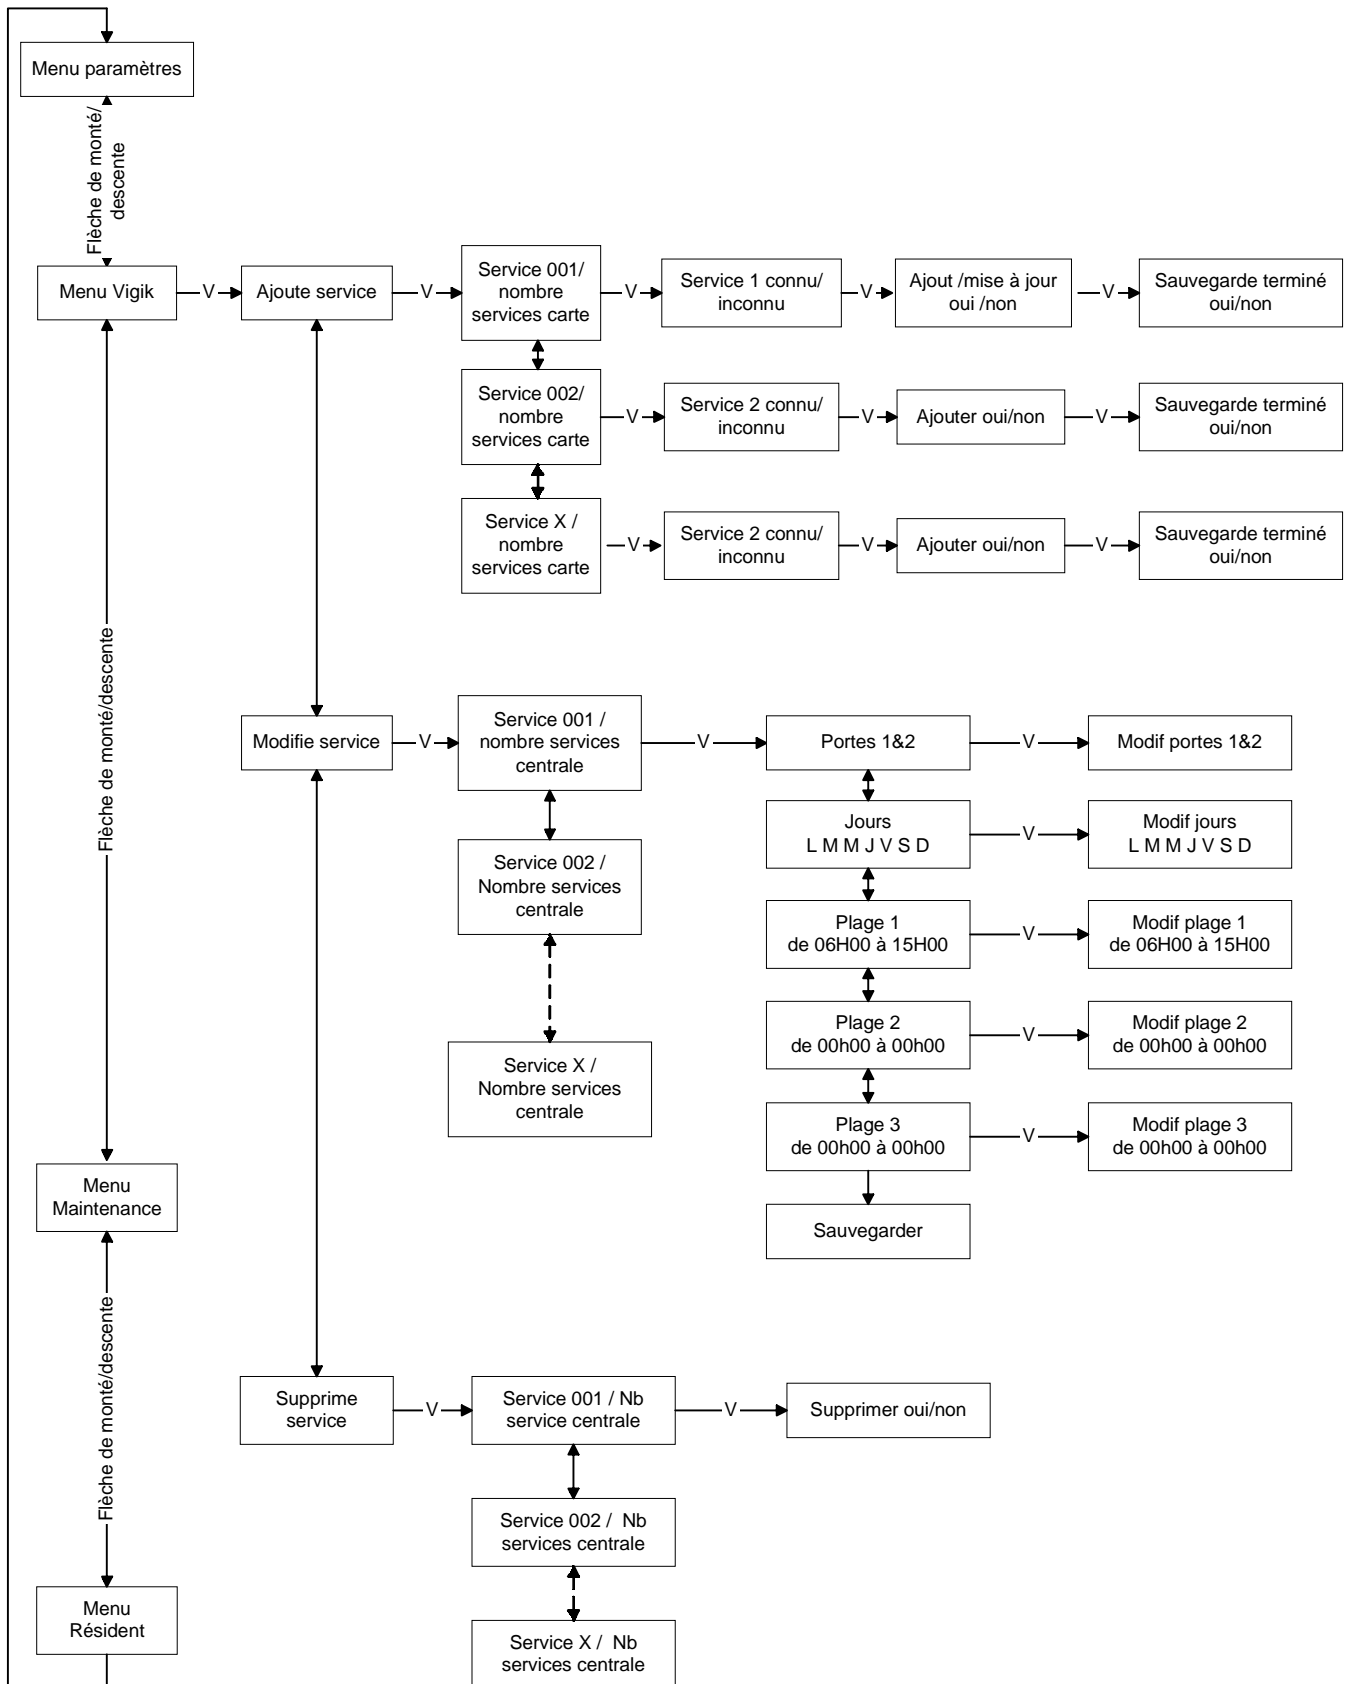 Menu paramètres
Flèche de monté/
descente
Menu Vigik
V
Ajoute service
V
Service 001/
nombre
services carte
V
Service 1 connu/
inconnu
V
Ajout /mise à jour
oui /non
V
Sauvegarde terminé
oui/non
Service 002/
nombre
services carte
V
Service 2 connu/
inconnu
V
Ajouter oui/non
V
Sauvegarde terminé
oui/non
Service X /
nombre
services carte
V
Service 2 connu/
inconnu
V
Ajouter oui/non
V
Sauvegarde terminé
oui/non
Flèche de monté/descente
Modifie service
V
Service 001 /
nombre services
centrale
V
Portes 1&2
V
Modif portes 1&2
Jours
L M M J V S D
V
Modif jours
L M M J V S D
Service 002 /
Nombre services
centrale
Plage 1
de 06H00 à 15H00
V
Modif plage 1
de 06H00 à 15H00
Plage 2
de 00h00 à 00h00
V
Modif plage 2
de 00h00 à 00h00
Service X /
Nombre services
centrale
Plage 3
de 00h00 à 00h00
V
Modif plage 3
de 00h00 à 00h00
Menu
Maintenance
Sauvegarder
Flèche de monté/descente
Supprime
service
V
Service 001 / Nb
service centrale
V
Supprimer oui/non
Service 002 / Nb
services centrale
Menu
Résident
Service X / Nb
services centrale